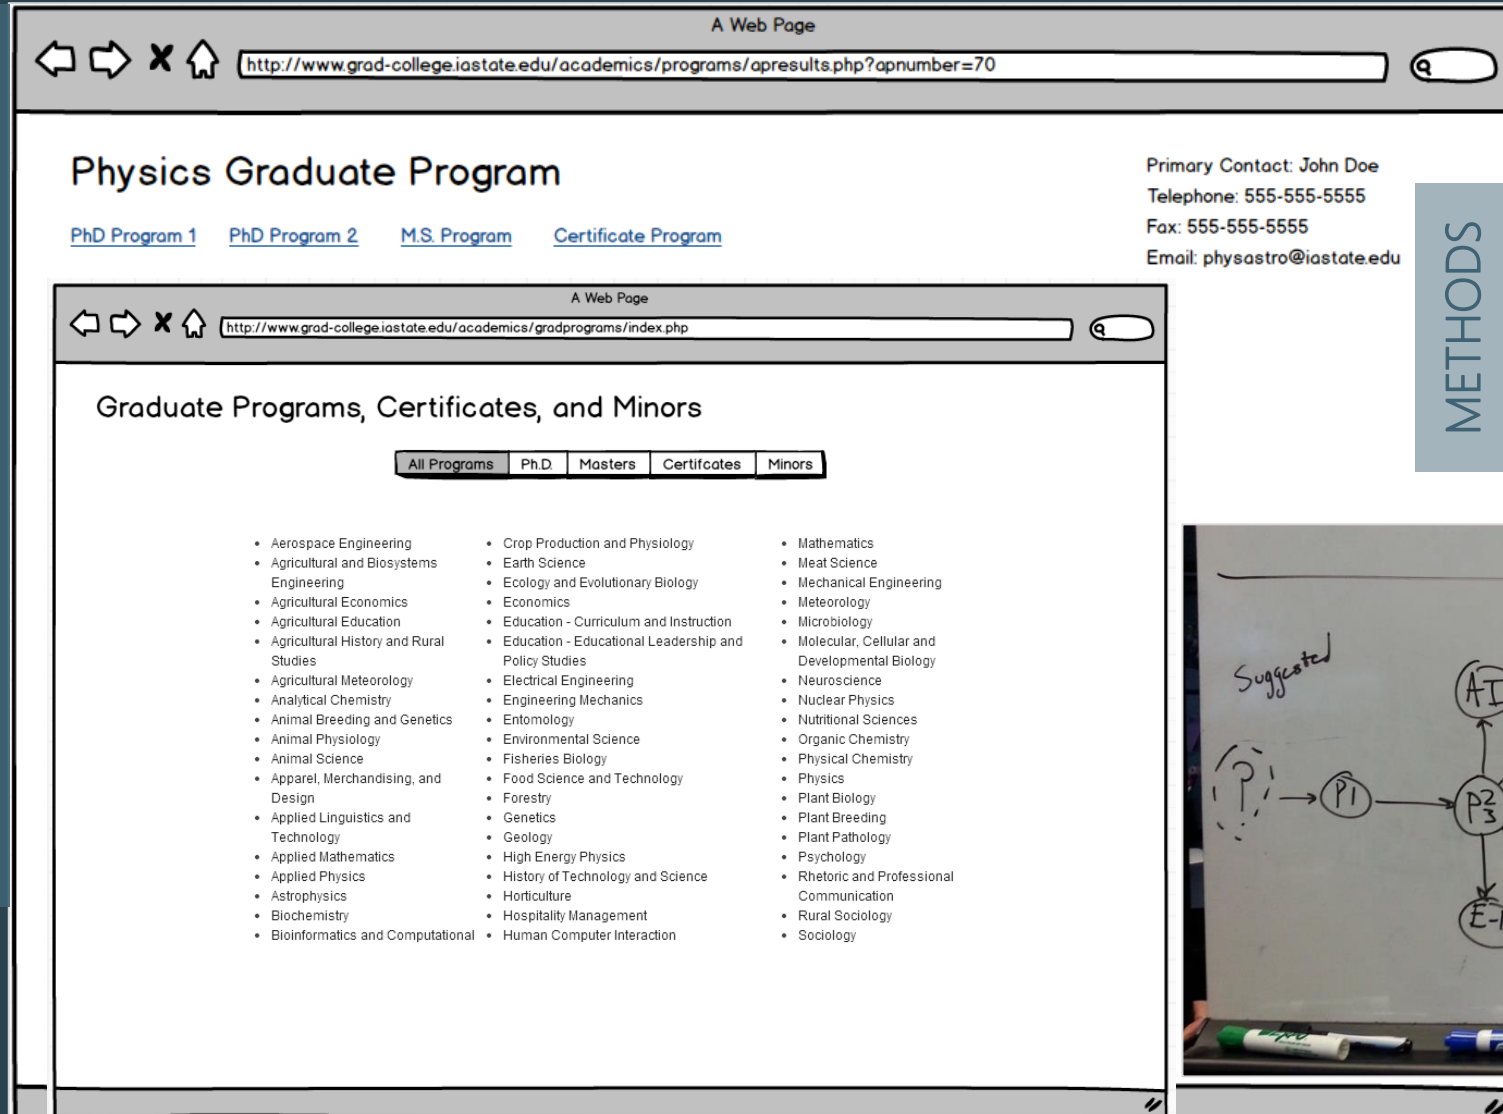 A Web Page
http://www.grad-college.iastate.edu/academics/programs/apresults.php?apnumber=70
Physics Graduate Program
PhD Program 1
PhD Program 2
M.S. Program
Certificate Program
Primary Contact: John Doe
Telephone: 555-555-5555
Fax: 555-555-5555
Email: physastro@iastate.edu
METHODS
A Web Page
http://www.grad-college.iastate.edu/academics/gradprograms/index.php
Graduate Programs, Certificates, and Minors
All Programs
Ph.D.
Masters
Certifcates
Minors
Aerospace Engineering
Agricultural and Biosystems
Engineering
Agricultural Economics
Agricultural Education
Agricultural History and Rural
Studies
Agricultural Meteorology
Analytical Chemistry
Animal Breeding and Genetics
Animal Physiology
Animal Science
Apparel, Merchandising, and
Design
Applied Linguistics and
Technology
Applied Mathematics
Applied Physics
Astrophysics
Biochemistry
Bioinformatics and Computational
Crop Production and Physiology
Earth Science
Ecology and Evolutionary Biology
Economics
Education - Curriculum and Instruction
Education - Educational Leadership and
Policy Studies
Electrical Engineering
Engineering Mechanics
Entomology
Environmental Science
Fisheries Biology
Food Science and Technology
Forestry
Genetics
Geology
High Energy Physics
History of Technology and Science
Horticulture
Hospitality Management
Human Computer Interaction
Mathematics
Meat Science
Mechanical Engineering
Meteorology
Microbiology
Molecular, Cellular and
Developmental Biology
Neuroscience
Nuclear Physics
Nutritional Sciences
Organic Chemistry
Physical Chemistry
Physics
Plant Biology
Plant Breeding
Plant Pathology
Psychology
Rhetoric and Professional
Communication
Rural Sociology
Sociology
Suggested
?
P1
P2
3